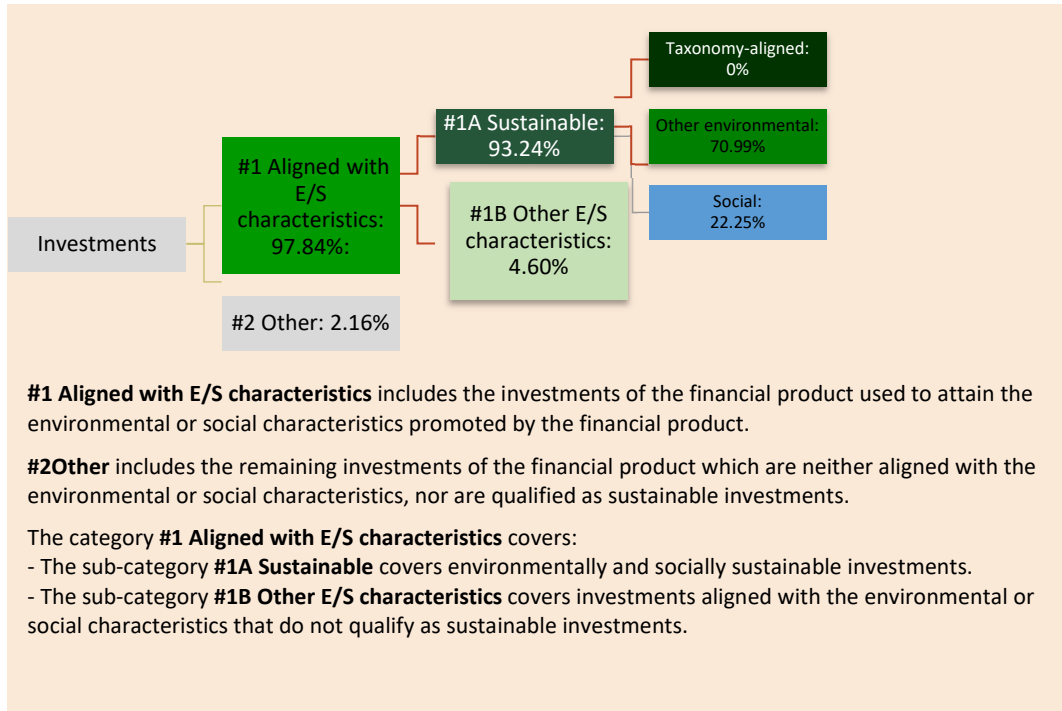 Taxonomy-aligned:
0%
#1A Sustainable:
93.24%
Other environmental:
70.99%
#1 Aligned with
E/S
characteristics:
97.84%:
#1B Other E/S
characteristics:
4.60%
Social:
22.25%
Investments
#2 Other: 2.16%
#1 Aligned with E/S characteristics includes the investments of the financial product used to attain the
environmental or social characteristics promoted by the financial product.
#2Other includes the remaining investments of the financial product which are neither aligned with the
environmental or social characteristics, nor are qualified as sustainable investments.
The category #1 Aligned with E/S characteristics covers:
- The sub-category #1A Sustainable covers environmentally and socially sustainable investments.
- The sub-category #1B Other E/S characteristics covers investments aligned with the environmental or
social characteristics that do not qualify as sustainable investments.